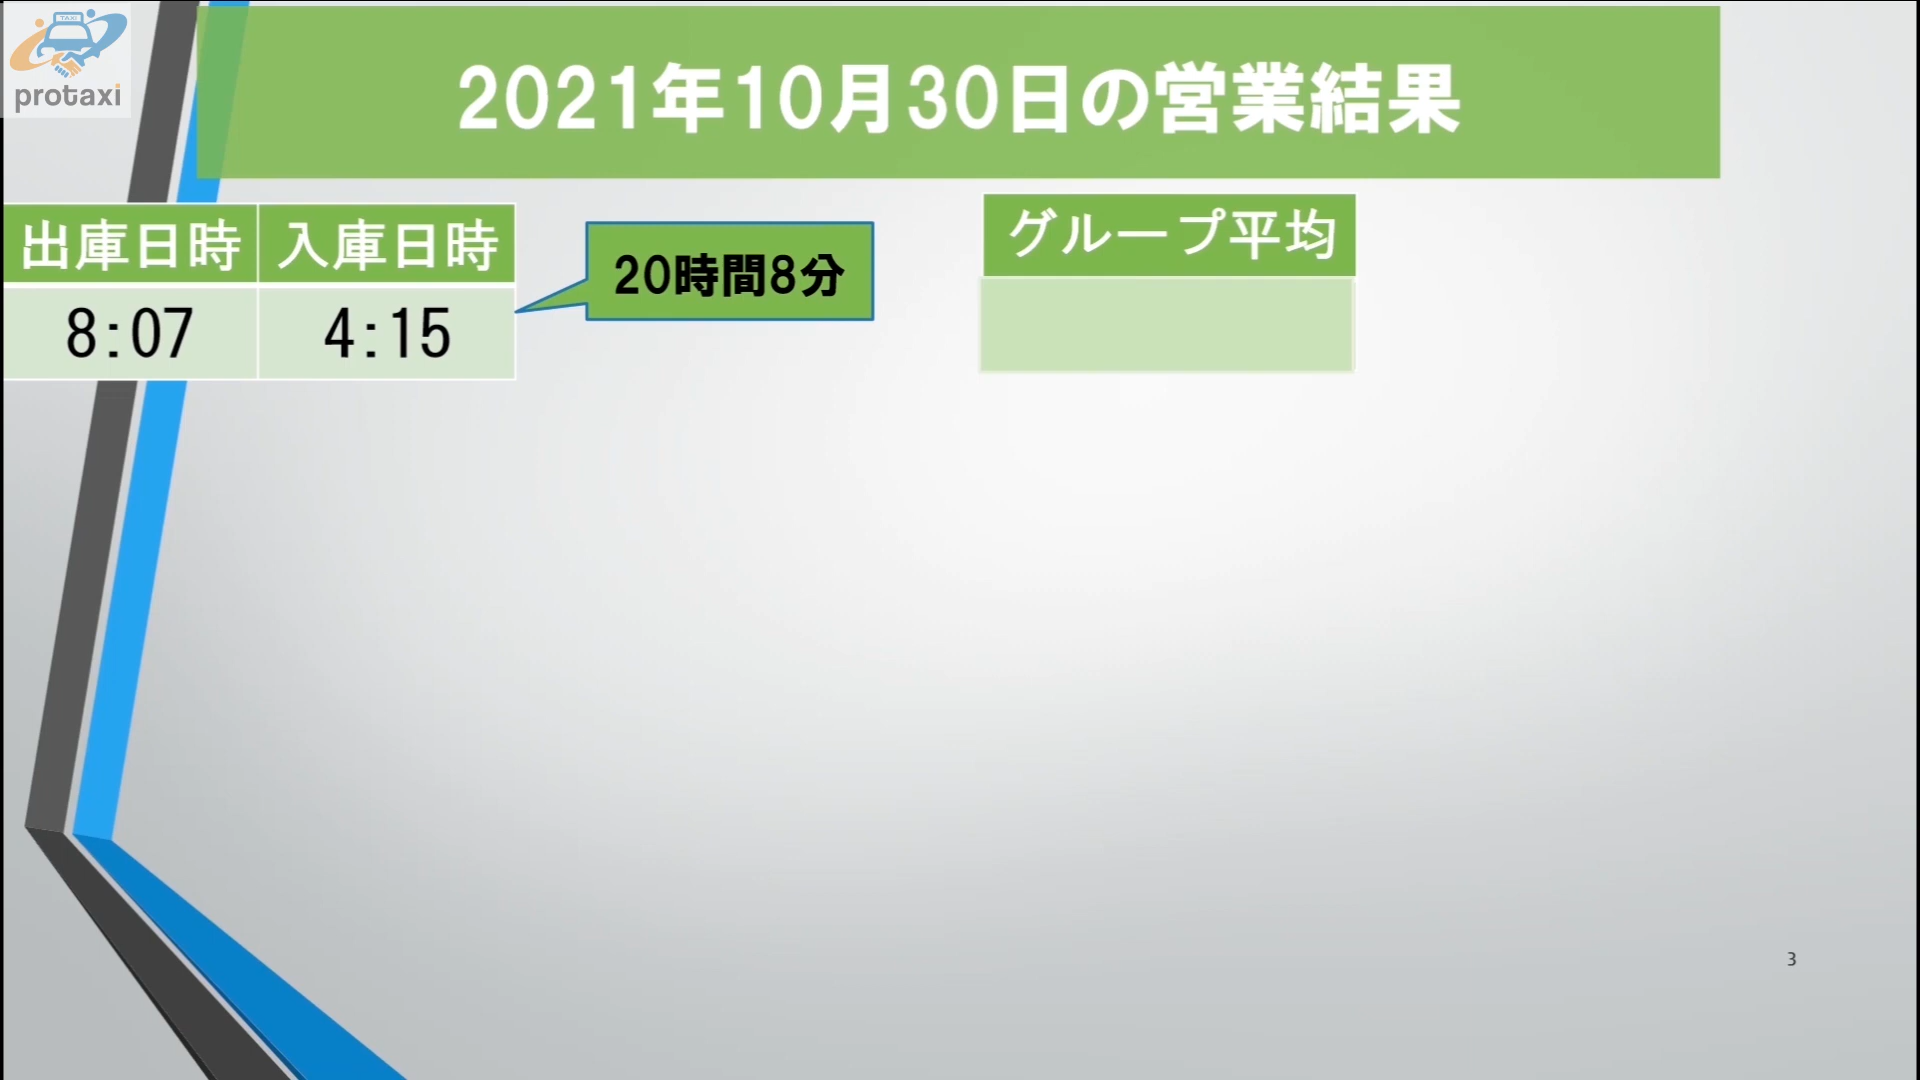 TAXI
protaxi
2021年10月30日の営業結果
出庫日時 入庫日時
8:07 4:15
20時間8分
グループ平均
3